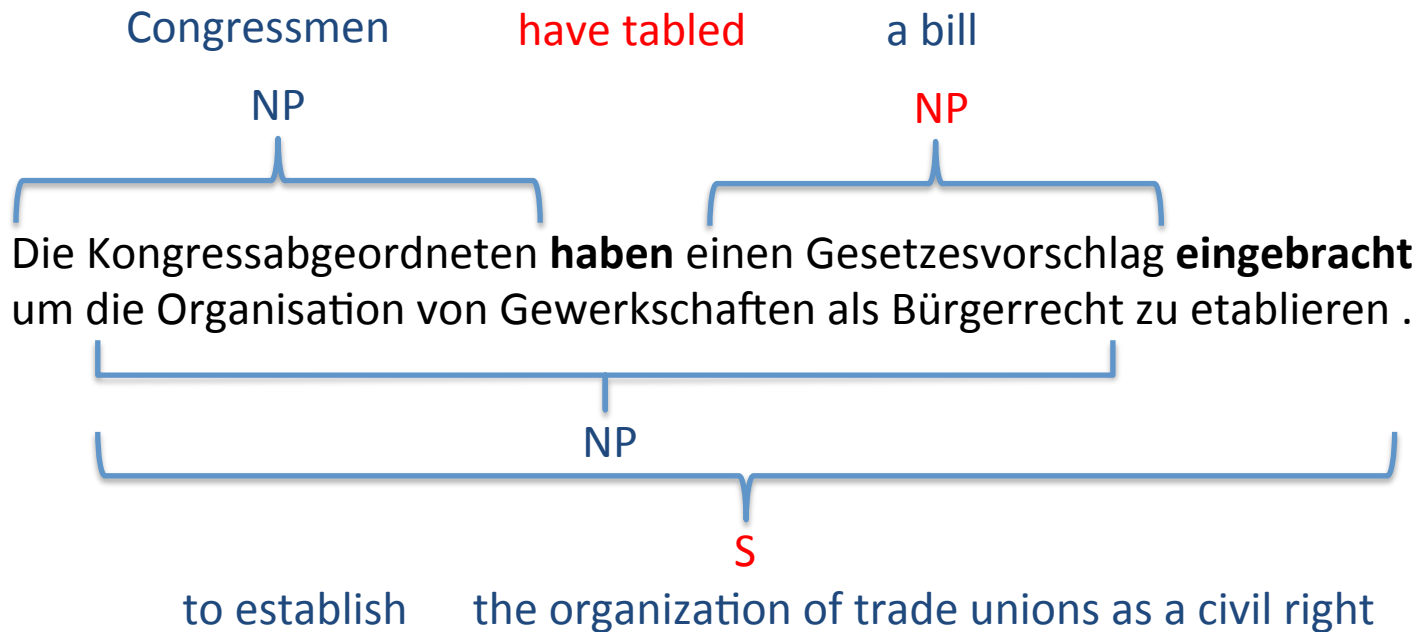 Congressmen have tabled a bill
NP NP
Die Kongressabgeordneten haben einen Gesetzesvorschlag eingebracht
um die Organisation von Gewerkschaften als Bürgerrecht zu etablieren .
NP
S
to establish the organization of trade unions as a civil right